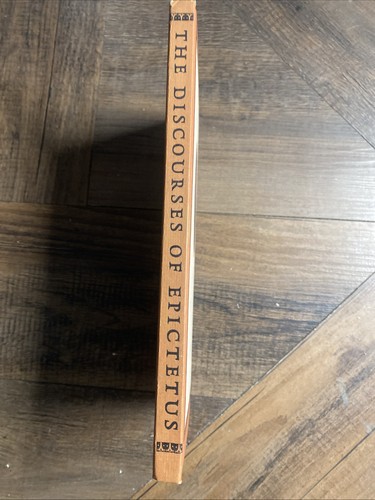 THE DISCOURSES OF EPICTETUS